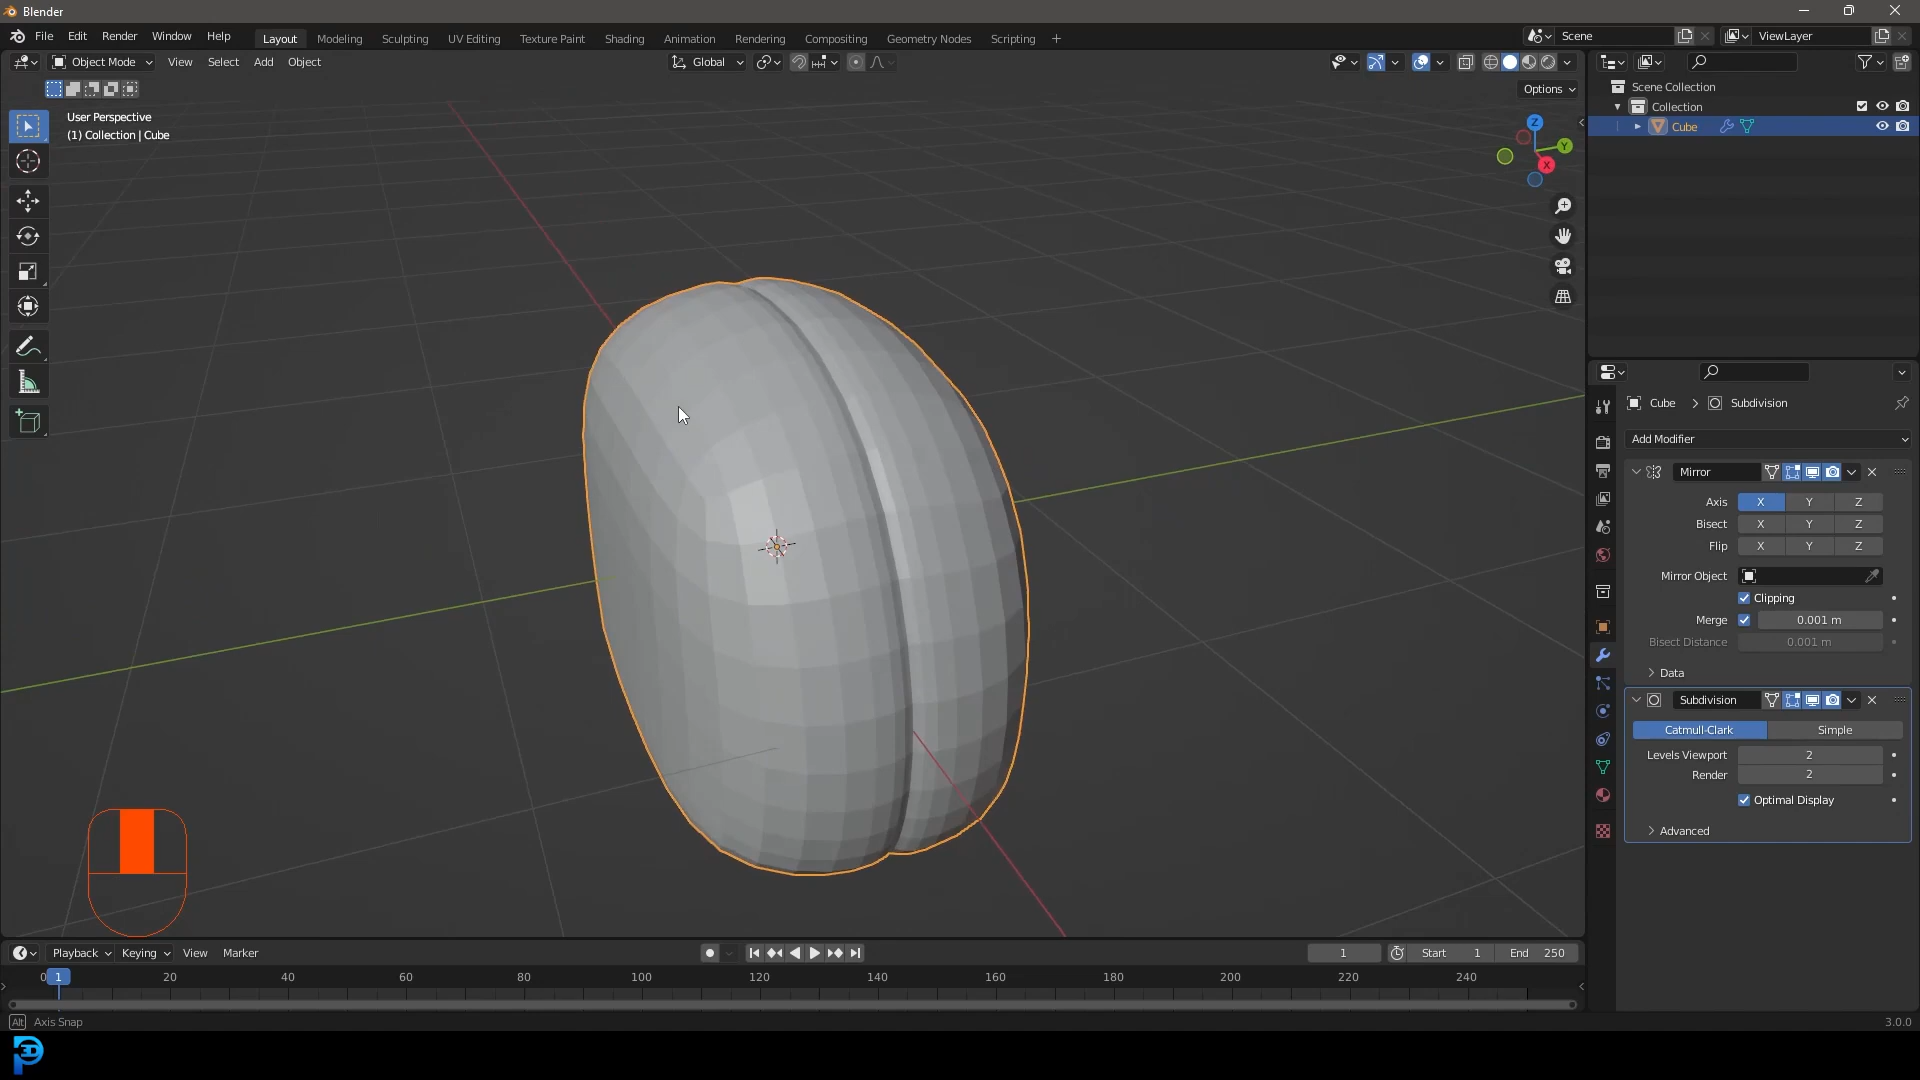 Blender
File Edit Render Window Help
Layout Modeling Sculpting UV Editing Texture Paint Shading Animation Rendering Compositing Geometry Nodes Scripting +
Scene
ViewLayer
Object Mode View Select Add Object
Global
Options
User Perspective
(1) Collection | Cube
Z
Y
X
Scene Collection
Collection
Cube
Cube > Subdivision
Add Modifier
Mirror
Axis X Y Z
Bisect X Y Z
Flip X Y Z
Mirror Object
Clipping
Merge 0.001 m
Bisect Distance 0.001 m
Data
Subdivision
Catmull-Clark Simple
Levels Viewport 2
Render 2
Optimal Display
Advanced
Playback Keying View Marker
1
Start 1
End 250
0 1 20 40 60 80 100 120 140 160 180 200 220 240
Alt Axis Snap
3.0.0
3D